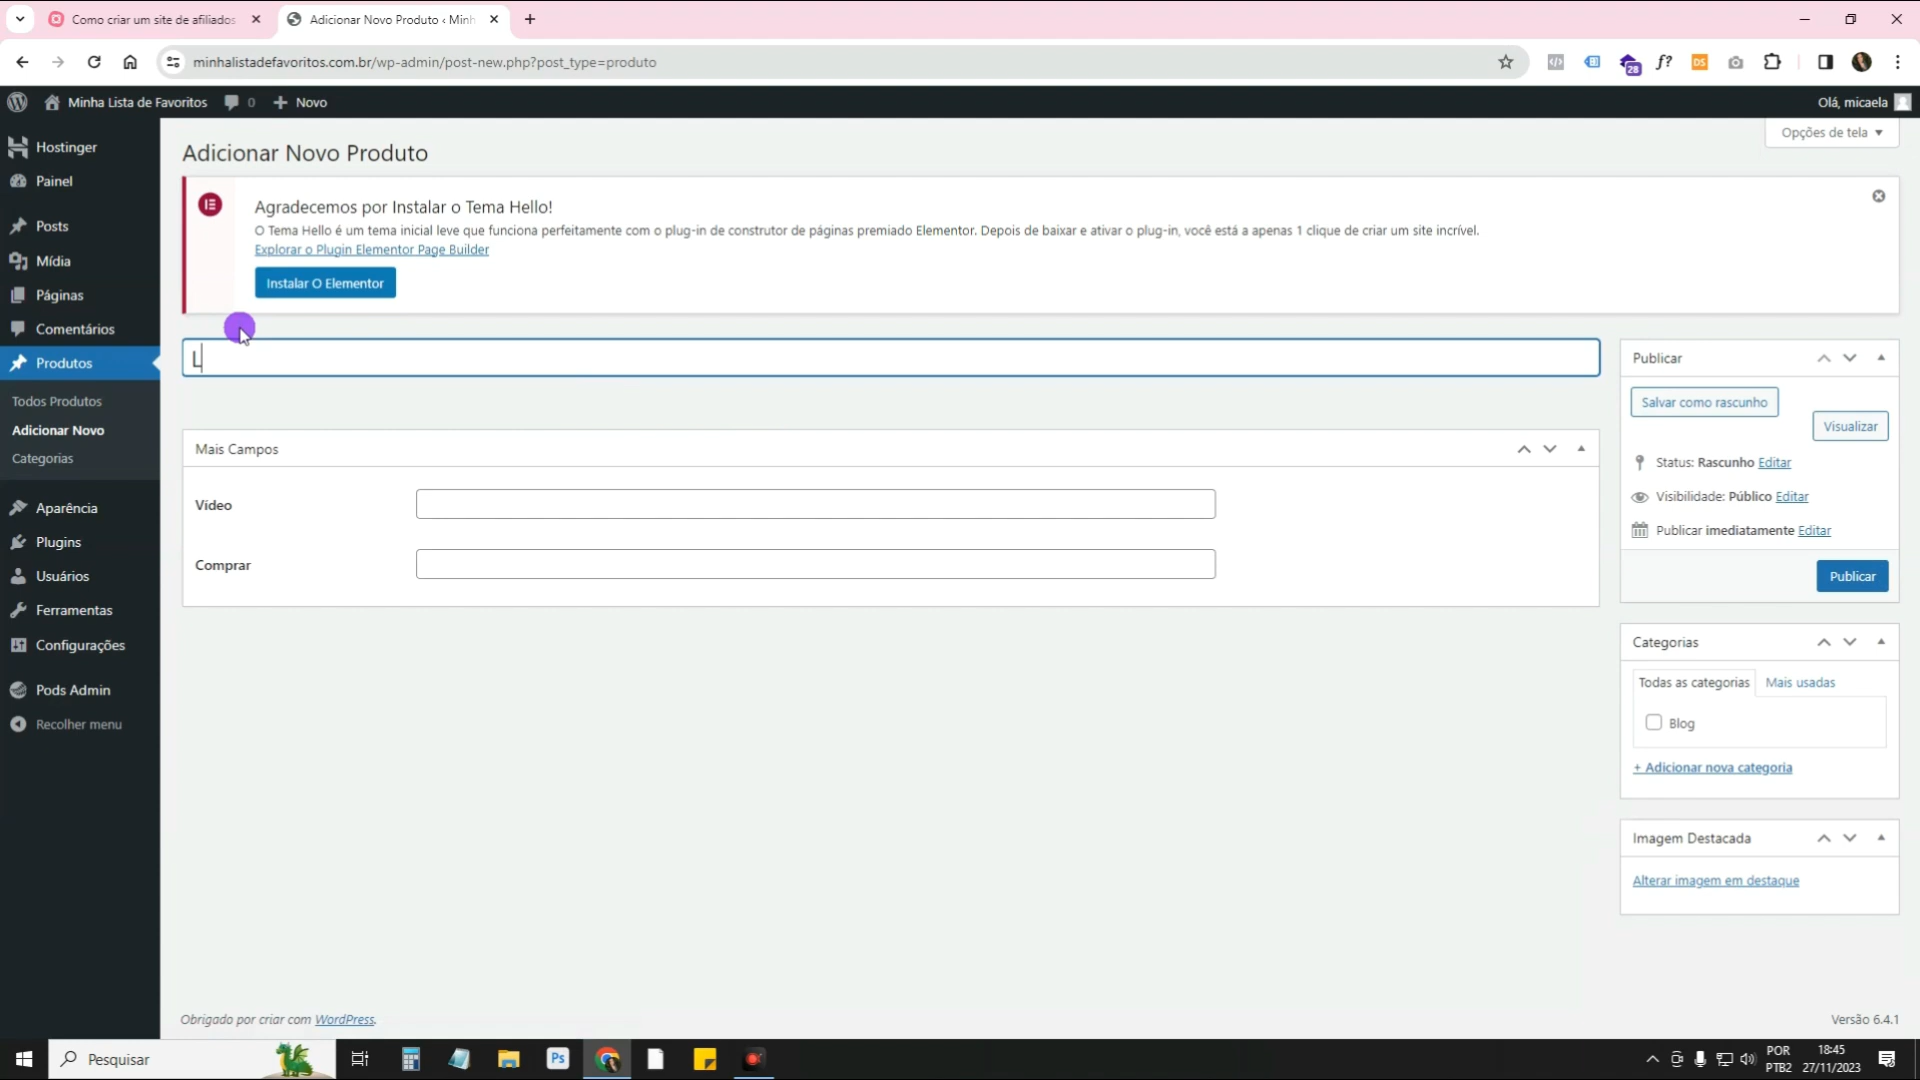 Como criar um site de afiliados
Adicionar Novo Produto ‹ Minh
minhalistadefavoritos.com.br/wp-admin/post-new.php?post_type=produto
28
f?
DS
Minha Lista de Favoritos
0
Novo
Olá, micaela
Hostinger
Painel
Posts
Mídia
Páginas
Comentários
Produtos
Todos Produtos
Adicionar Novo
Categorias
Aparência
Plugins
Usuários
Ferramentas
Configurações
Pods Admin
Recolher menu
Opções de tela
Adicionar Novo Produto
Agradecemos por Instalar o Tema Hello!
O Tema Hello é um tema inicial leve que funciona perfeitamente com o plug-in de construtor de páginas premiado Elementor. Depois de baixar e ativar o plug-in, você está a apenas 1 clique de criar um site incrível.
Explorar o Plugin Elementor Page Builder
Instalar O Elementor
L
Mais Campos
Vídeo
Comprar
Publicar
Salvar como rascunho
Visualizar
Status: Rascunho Editar
Visibilidade: Público Editar
Publicar imediatamente Editar
Publicar
Categorias
Todas as categorias
Mais usadas
Blog
+ Adicionar nova categoria
Imagem Destacada
Alterar imagem em destaque
Obrigado por criar com WordPress.
Versão 6.4.1
Pesquisar
Ps
POR
PTB2
18:45
27/11/2023